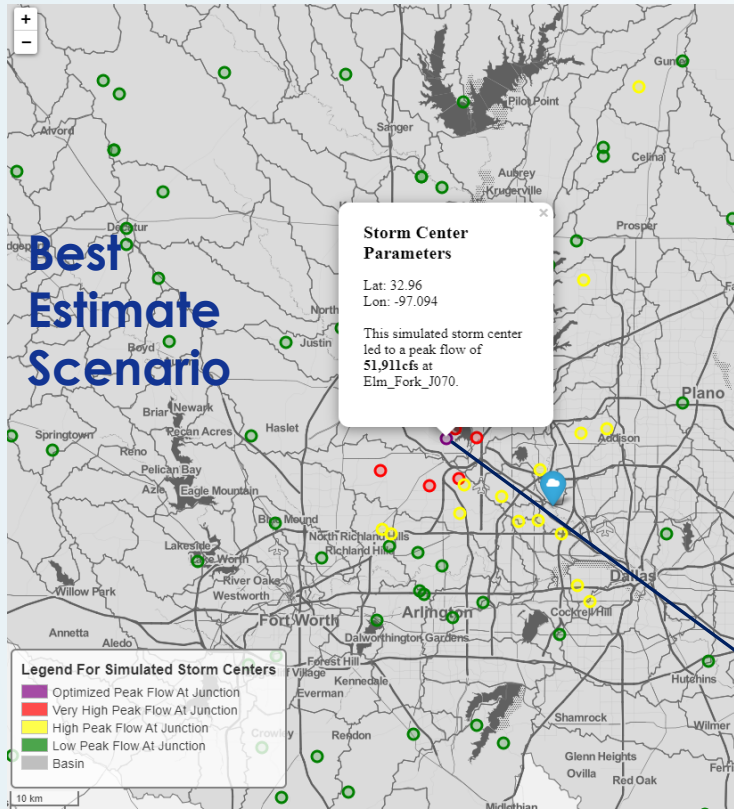 +
−
Gunter
Pilot Point
Sanger
Alvord
Celina
Aubrey
Krugerville
Prosper
×
Storm Center
Parameters
Lat: 32.96
Lon: -97.094
This simulated storm center
led to a peak flow of
51,911cfs at
Elm_Fork_J070.
Best
Estimate
Scenario
North
Justin
Boyd
Plano
Briar
Newark
Pecan Acres
Haslet
Addison
Springtown
Reno
Pelican Bay
Azle
Eagle Mountain
Blue Mound
North Richland Hills
Richland Hills
Lakeside
Lake Worth
River Oaks
Westworth
Willow Park
Dallas
Arlington
Cockrell Hill
Fort Worth
Annetta
Aledo
Dalworthington Gardens
Forest Hill
Village
Kennedale
Everman
Hutchins
Legend For Simulated Storm Centers
Optimized Peak Flow At Junction
Very High Peak Flow At Junction
High Peak Flow At Junction
Low Peak Flow At Junction
Basin
Crowley
Rendon
Shamrock
Wilmer
Glenn Heights
Ovilla
Red Oak
Ferri
10 km
Midlothian